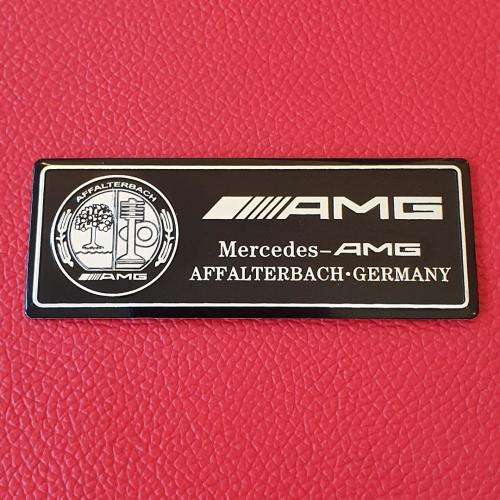 AFFALTERBACH
AMG
AMG
Mercedes-AMG
AFFALTERBACH·GERMANY